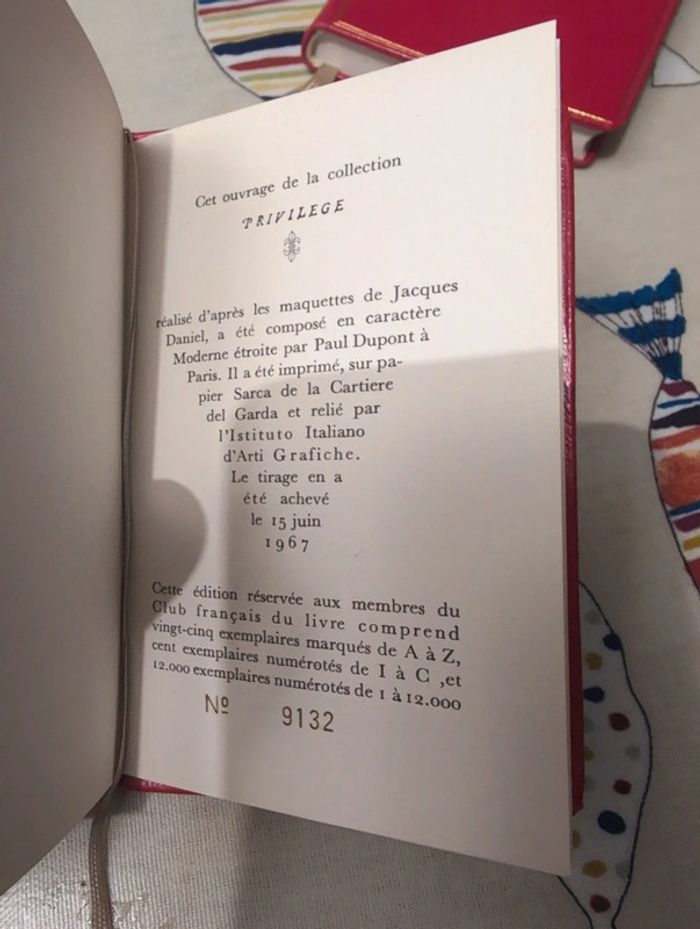 Cet ouvrage de la collection
PRIVILEGE
réalisé d'après les maquettes de Jacques
Daniel, a été composé en caractère
Moderne étroite par Paul Dupont à
Paris. Il a été imprimé, sur pa-
pier Sarca de la Cartiere
del Garda et relié par
l'Istituto Italiano
d'Arti Grafiche.
Le tirage en a
été achevé
le 15 juin
1967
Cette édition réservée aux membres du
Club français du livre comprend
vingt-cinq exemplaires marqués de A à Z,
cent exemplaires numérotés de I à C ,et
12.000 exemplaires numérotés de 1 à 12.000
Nº 9132